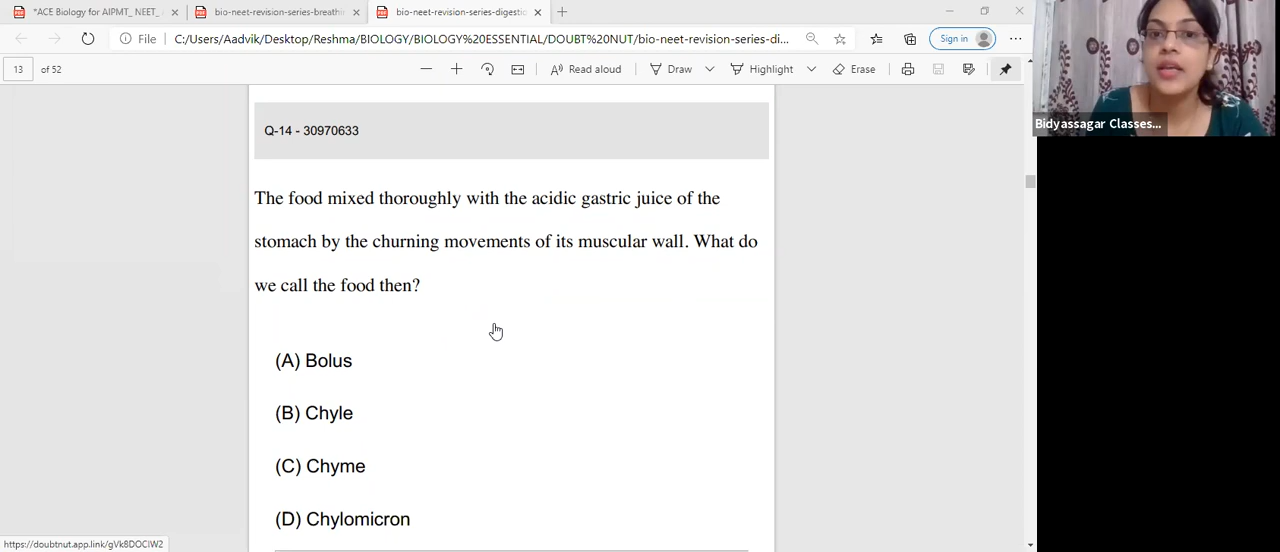 *ACE Biology for AIPMT_ NEET_
bio-neet-revision-series-breathin
bio-neet-revision-series-digestio
File
C:/Users/Aadvik/Desktop/Reshma/BIOLOGY/BIOLOGY%20ESSENTIAL/DOUBT%20NUT/bio-neet-revision-series-di...
Sign in
13 of 52
Read aloud
Draw
Highlight
Erase
Bidyassagar Classes...
Q-14 - 30970633
The food mixed thoroughly with the acidic gastric juice of the
stomach by the churning movements of its muscular wall. What do
we call the food then?
(A) Bolus
(B) Chyle
(C) Chyme
(D) Chylomicron
https://doubtnut.app.link/gVk8DOCIW2